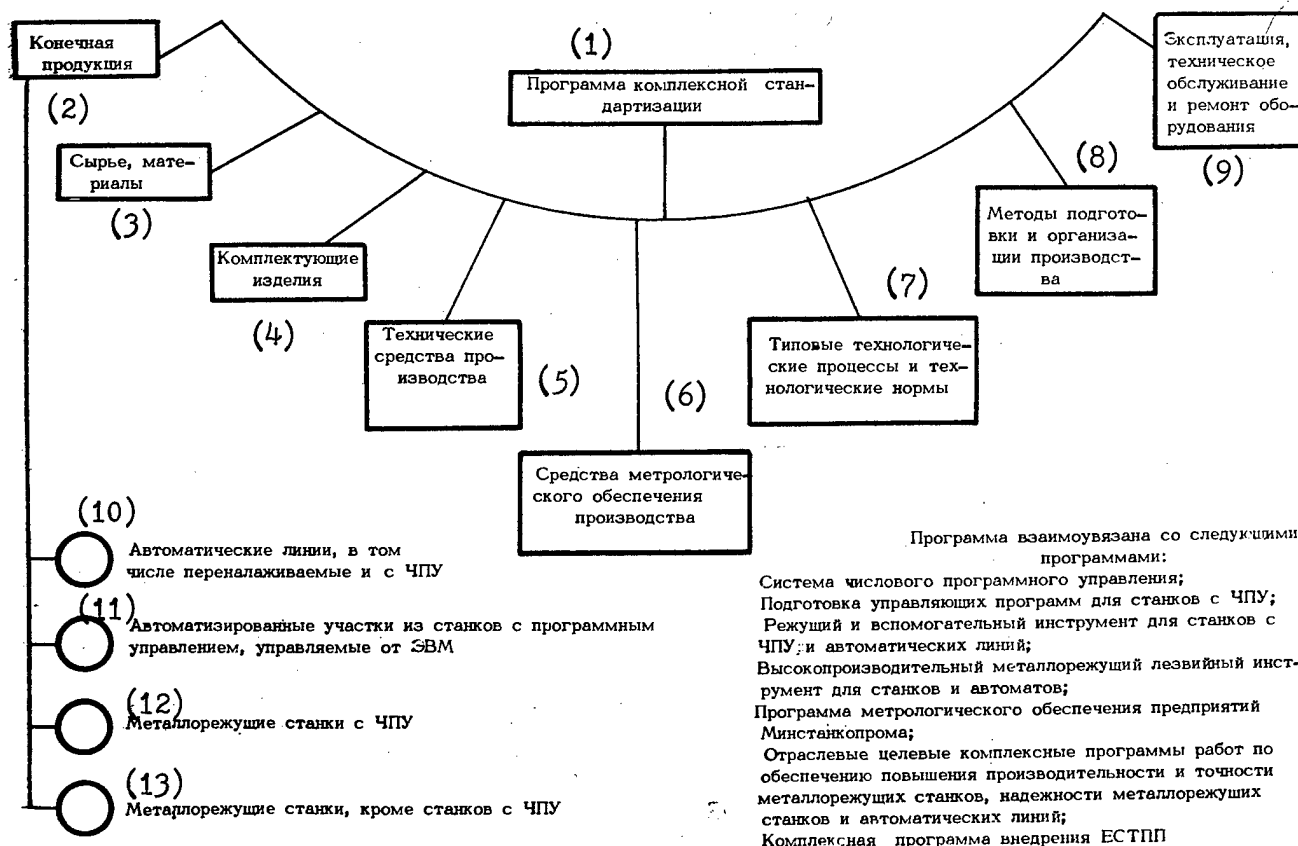 Конечная
продукция
(2)
(1)
Программа комплексной стан-
дартизации
Эксплуатация,
техническое
обслуживание
и ремонт обо-
рудования
(9)
Сырье, мате-
риалы
(3)
(8)
Методы подгото-
вки и организа-
ции производст-
ва
Комплектующие
изделия
(4)
Технические
средства про-
изводства
(5)
(6)
(7)
Типовые технологиче-
ские процессы и тех-
нологические нормы
Средства метрологиче-
ского обеспечения
производства
(10)
Автоматические линии, в том
числе переналаживаемые и с ЧПУ
(11)
Автоматизированные участки из станков с программным
управлением, управляемые от ЭВМ
(12)
Металлорежущие станки с ЧПУ
(13)
Металлорежущие станки, кроме станков с ЧПУ
Программа взаимоувязана со следующими
программами:
Система числового программного управления;
Подготовка управляющих программ для станков с ЧПУ;
Режущий и вспомогательный инструмент для станков с
ЧПУ и автоматических линий;
Высокопроизводительный металлорежущий лезвийный инст-
румент для станков и автоматов;
Программа метрологического обеспечения предприятий
Минстанкопрома;
Отраслевые целевые комплексные программы работ по
обеспечению повышения производительности и точности
металлорежущих станков, надежности металлорежущих
станков и автоматических линий;
Комплексная программа внедрения ЕСТПП